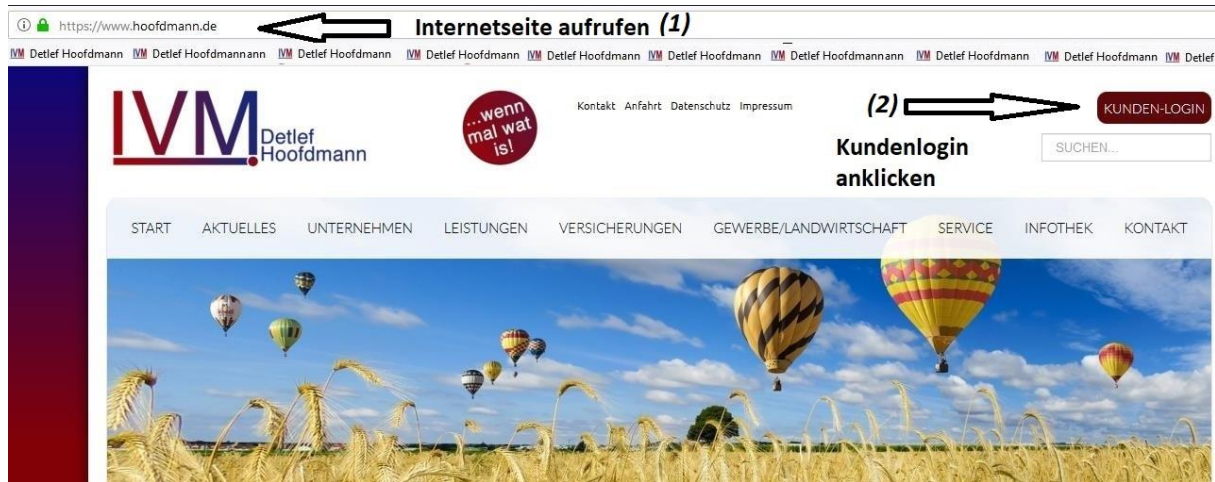 https://www.hoofdmann.de Internetseite aufrufen (1)
IVM Detlef Hoofdmann IVM Detlef Hoofdmannann IVM Detlef Hoofdmann IVM Detlef Hoofdmann IVM Detlef Hoofdmann IVM Detlef Hoofdmann IVM Detlef Hoofdmannann IVM Detlef Hoofdmann IVM Detlef Hoofdmann IVM Detlef
IVM Detlef
Hoofdmann
...wenn
mal wat
is!
Kontakt Anfahrt Datenschutz Impressum
(2)
KUNDEN-LOGIN
Kundenlogin
anklicken
SUCHEN...
START AKTUELLES UNTERNEHMEN LEISTUNGEN VERSICHERUNGEN GEWERBE/LANDWIRTSCHAFT SERVICE INFOTHEK KONTAKT